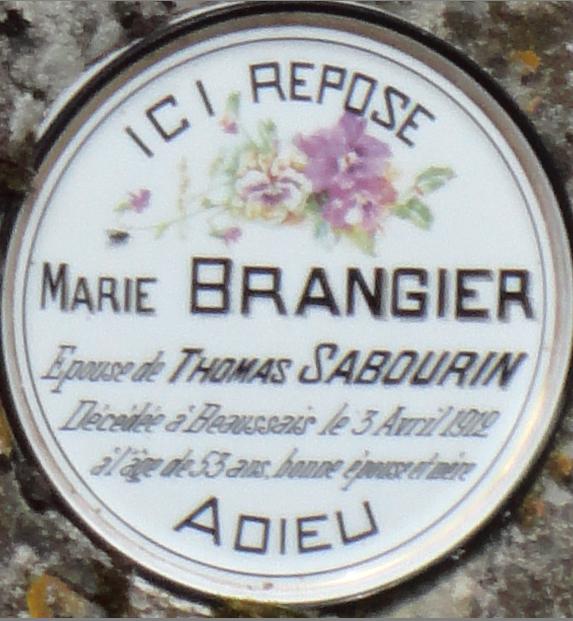 ICI REPOSE
MARIE BRANGIER
Epouse de THOMAS SABOURIN
Décédée à Beaussais le 3 Avril 1912
à l'âge de 53 ans, bonne épouse et mère
ADIEU